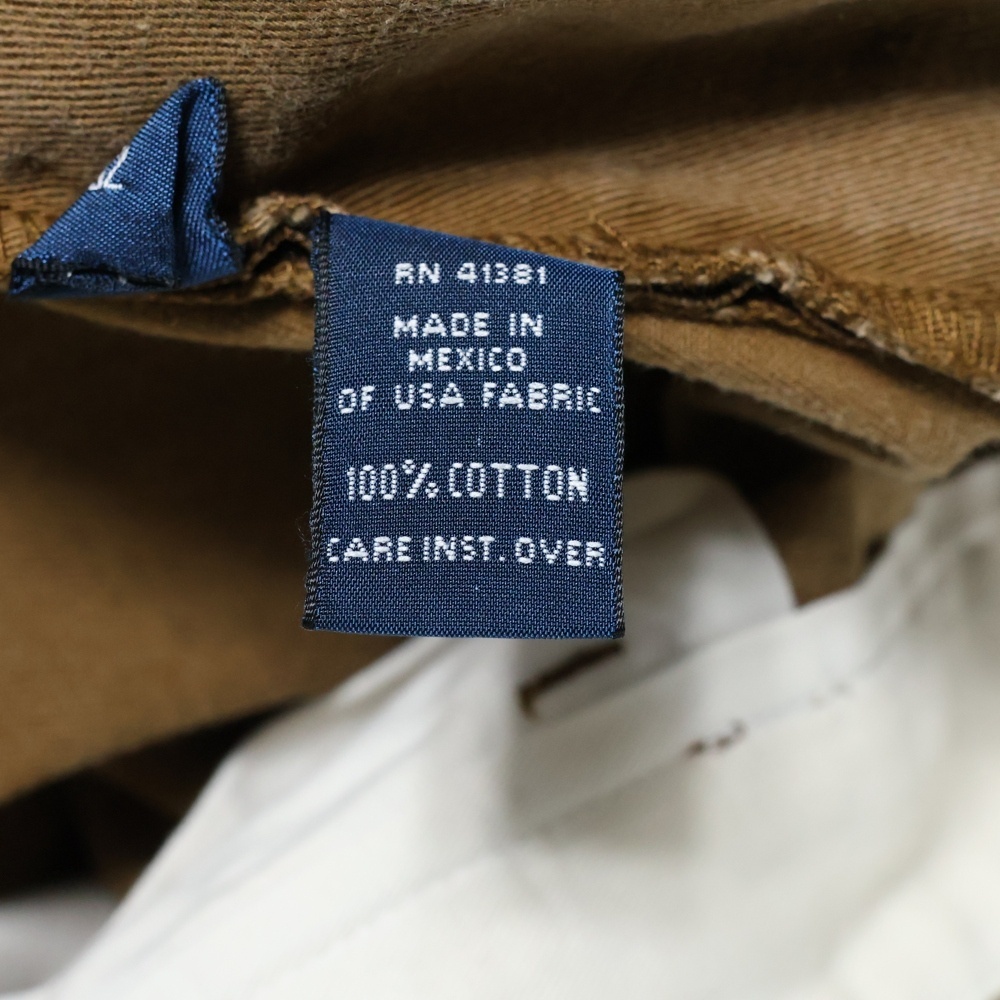 RN 41381
MADE IN
MEXICO
OF USA FABRIC
100% COTTON
CARE INST. OVER